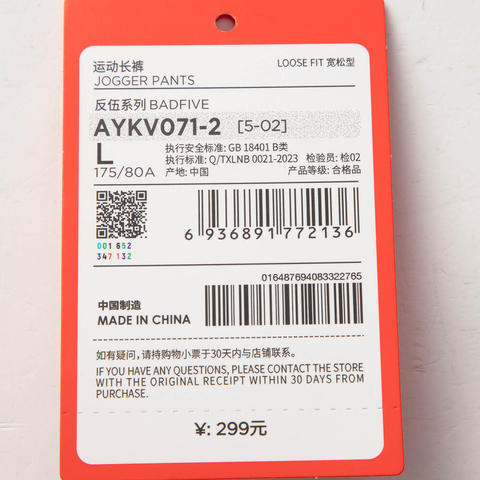 运动长裤
JOGGER PANTS
LOOSE FIT 宽松型
反伍系列 BADFIVE
AYKV071-2 [5-02]
L
175/80A
执行安全标准: GB 18401 B类
执行标准: Q/TXLNB 0021-2023 检验员: 检02
产地: 中国 产品等级: 合格品
001 652
347 132
6 936891 772136
016487694083322765
中国制造
MADE IN CHINA
如有疑问，请持购物小票于30天内与店铺联系。
IF YOU HAVE ANY QUESTIONS, PLEASE CONTACT THE STORE
WITH THE ORIGINAL RECEIPT WITHIN 30 DAYS FROM
PURCHASE.
¥: 299元